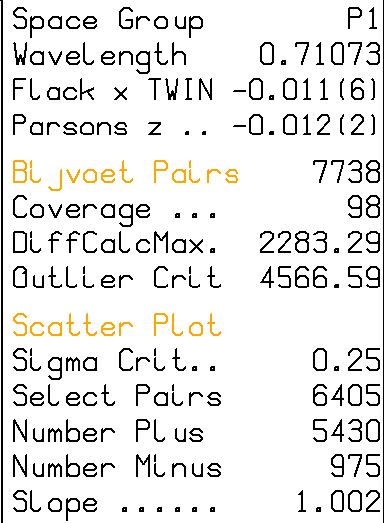 Space Group P1
Wavelength 0.71073
Flack x TWIN -0.011(6)
Parsons z .. -0.012(2)
Bijvoet Pairs 7738
Coverage ... 98
DiffCalcMax. 2283.29
Outlier Crit 4566.59
Scatter Plot
Sigma Crit.. 0.25
Select Pairs 6405
Number Plus 5430
Number Minus 975
Slope ...... 1.002